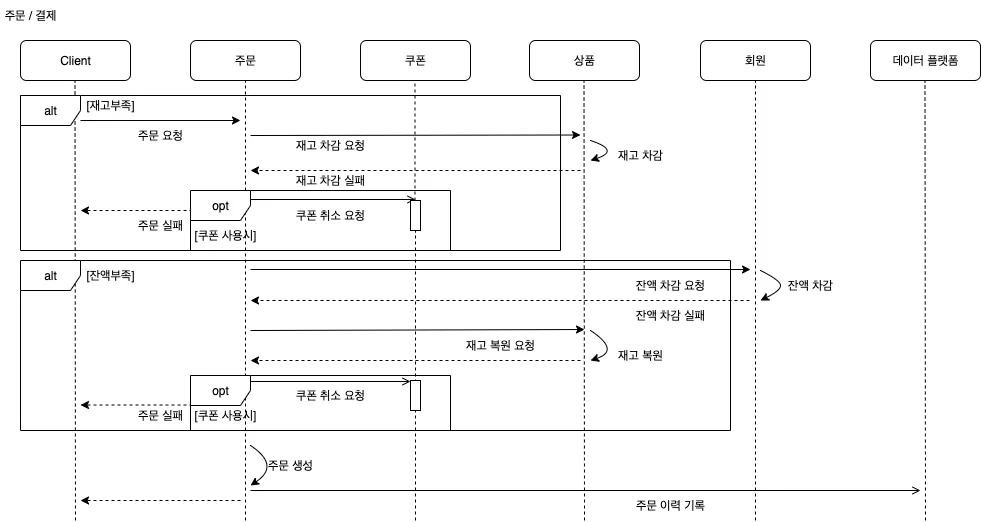 주문 / 결제
Client
주문
쿠폰
상품
회원
데이터 플랫폼
alt
[재고부족]
주문 요청
재고 차감 요청
재고 차감
재고 차감 실패
opt
쿠폰 취소 요청
주문 실패
[쿠폰 사용시]
alt
[잔액부족]
잔액 차감 요청
잔액 차감
잔액 차감 실패
재고 복원 요청
재고 복원
opt
쿠폰 취소 요청
주문 실패
[쿠폰 사용시]
주문 생성
주문 이력 기록